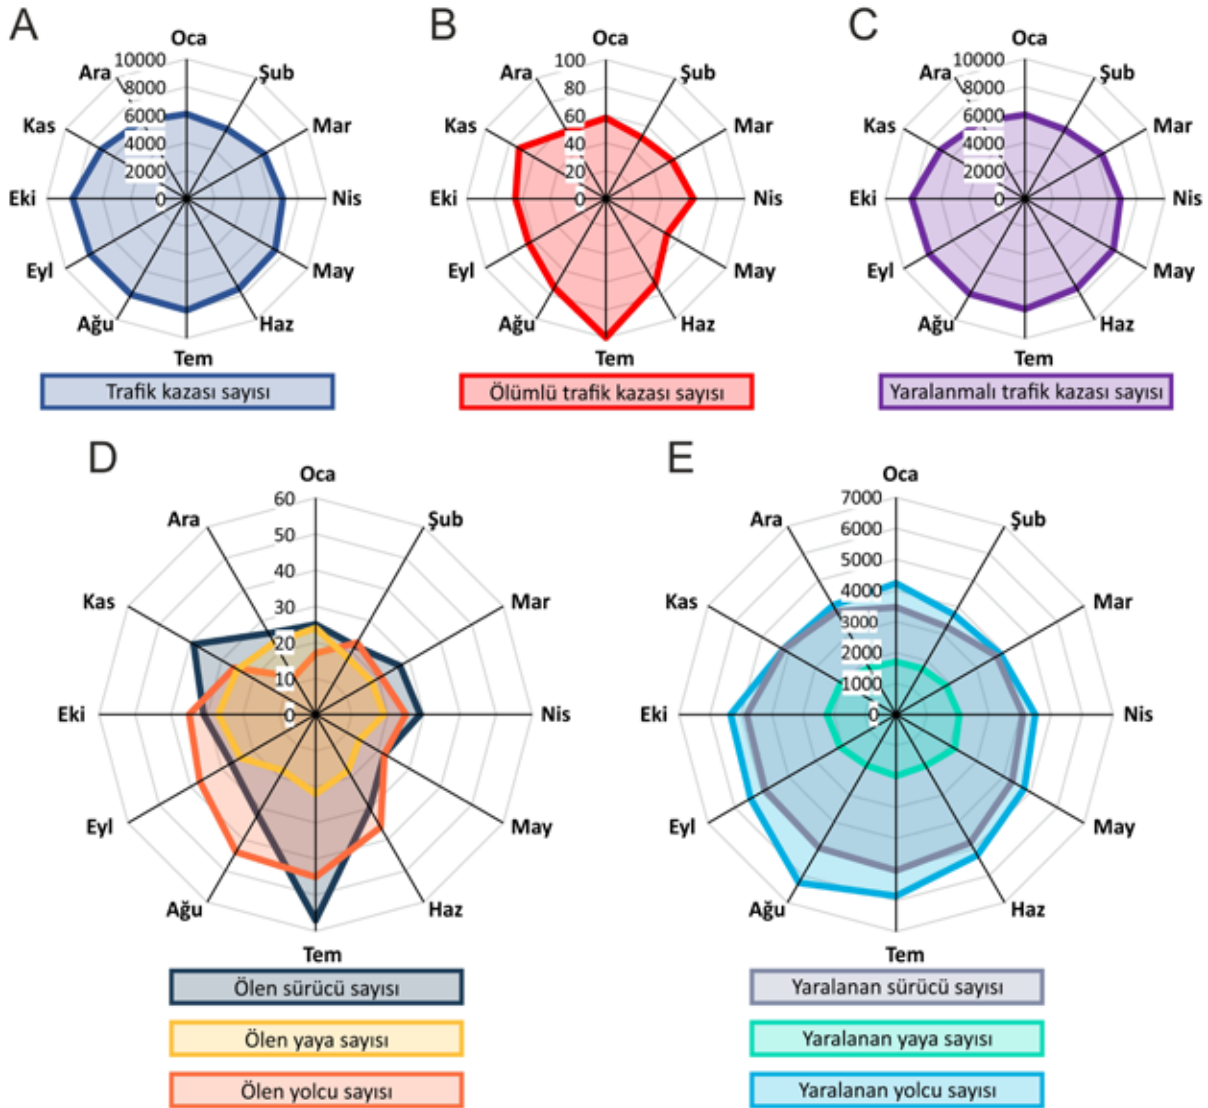 A
Oca
Şub
Mar
Nis
May
Haz
Tem
Ağu
Eyl
Eki
Kas
Ara
10000
8000
6000
4000
2000
0
Trafik kazası sayısı
B
Oca
Şub
Mar
Nis
May
Haz
Tem
Ağu
Eyl
Eki
Kas
Ara
100
80
60
40
20
0
Ölümlü trafik kazası sayısı
C
Oca
Şub
Mar
Nis
May
Haz
Tem
Ağu
Eyl
Eki
Kas
Ara
10000
8000
6000
4000
2000
0
Yaralanmalı trafik kazası sayısı
D
Oca
Şub
Mar
Nis
May
Haz
Tem
Ağu
Eyl
Eki
Kas
Ara
60
50
40
30
20
10
0
Ölen sürücü sayısı
Ölen yaya sayısı
Ölen yolcu sayısı
E
Oca
Şub
Mar
Nis
May
Haz
Tem
Ağu
Eyl
Eki
Kas
Ara
7000
6000
5000
4000
3000
2000
1000
0
Yaralanan sürücü sayısı
Yaralanan yaya sayısı
Yaralanan yolcu sayısı